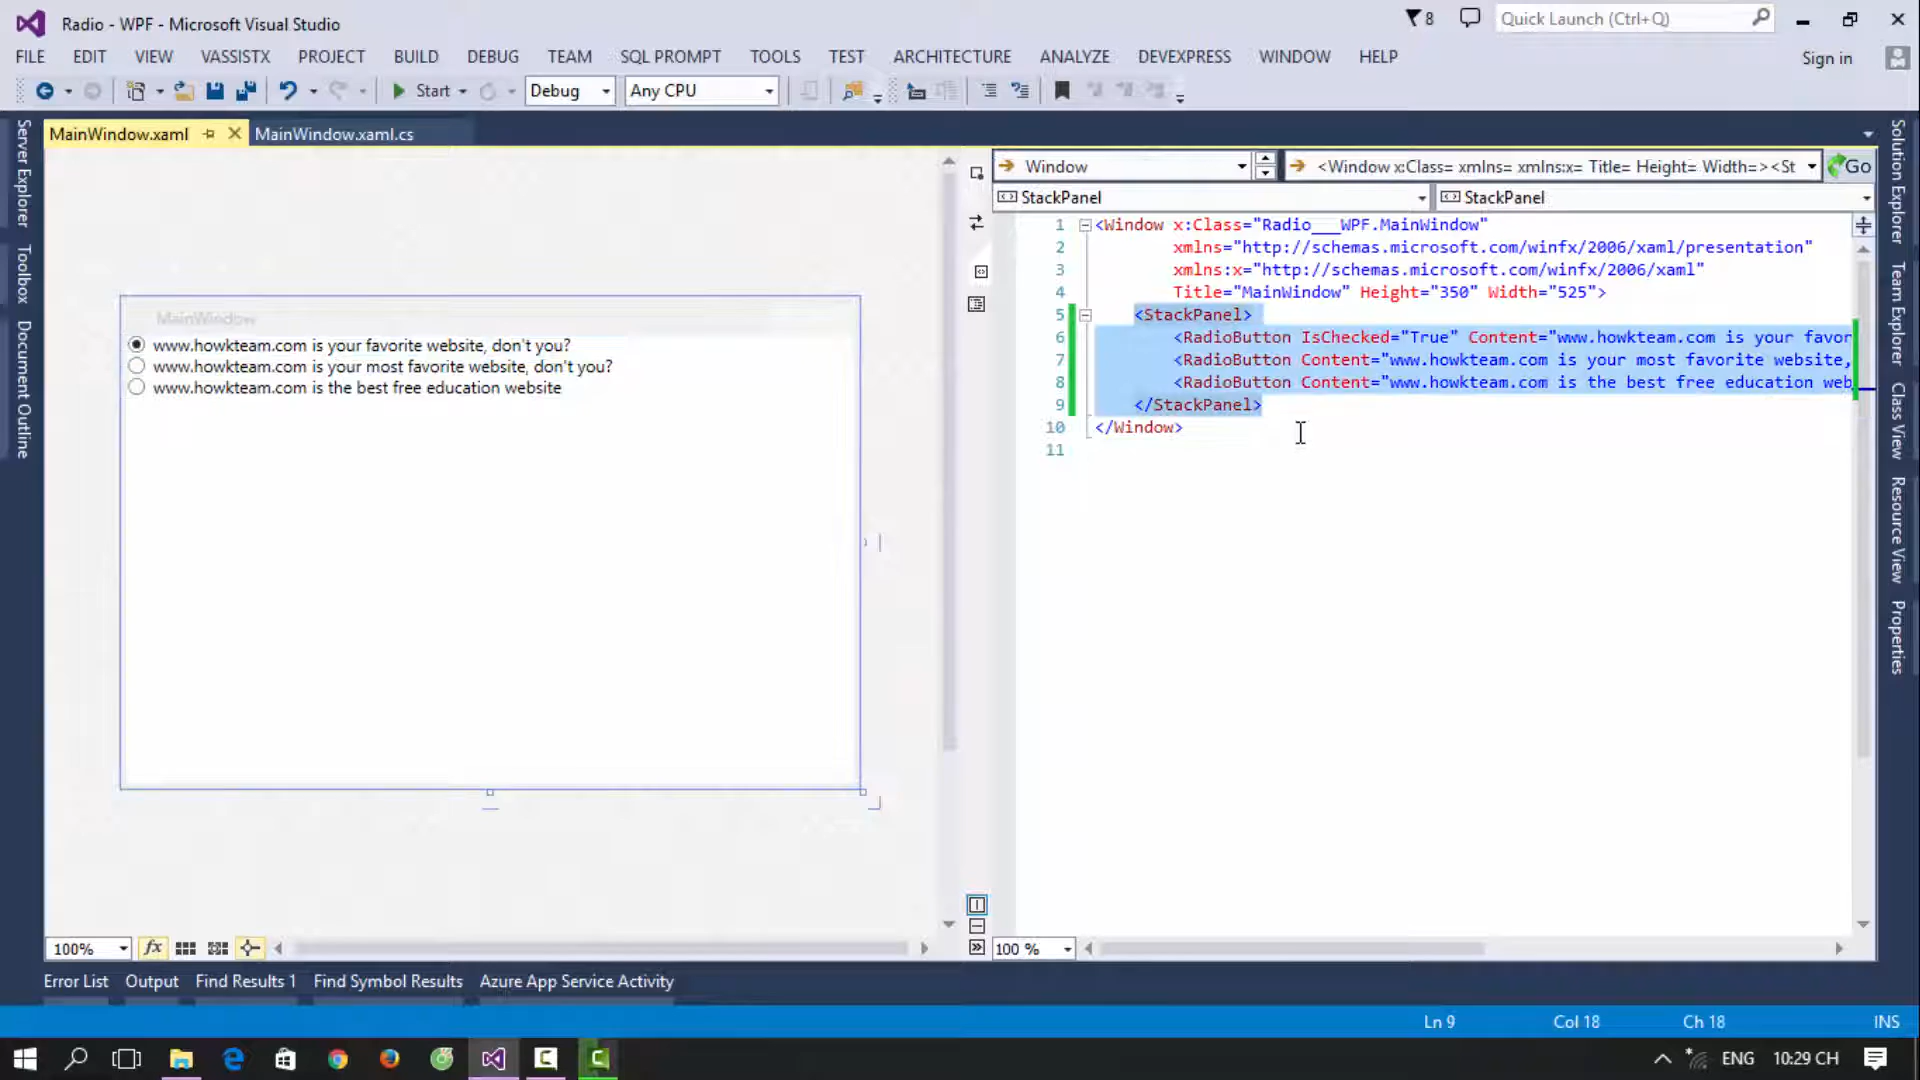 Radio - WPF - Microsoft Visual Studio
8
Quick Launch (Ctrl+Q)
FILE EDIT VIEW VASSISTX PROJECT BUILD DEBUG TEAM SQL PROMPT TOOLS TEST ARCHITECTURE ANALYZE DEVEXPRESS WINDOW HELP
Sign in
Start Debug Any CPU
MainWindow.xaml MainWindow.xaml.cs
Server Explorer
Toolbox
Document Outline
MainWindow
www.howkteam.com is your favorite website, don't you?
www.howkteam.com is your most favorite website, don't you?
www.howkteam.com is the best free education website
Window <Window x:Class= xmlns= xmlns:x= Title= Height= Width=><St Go
StackPanel StackPanel
1 <Window x:Class="Radio___WPF.MainWindow"
2 xmlns="http://schemas.microsoft.com/winfx/2006/xaml/presentation"
3 xmlns:x="http://schemas.microsoft.com/winfx/2006/xaml"
4 Title="MainWindow" Height="350" Width="525">
5 <StackPanel>
6 <RadioButton IsChecked="True" Content="www.howkteam.com is your favor
7 <RadioButton Content="www.howkteam.com is your most favorite website,
8 <RadioButton Content="www.howkteam.com is the best free education web
9 </StackPanel>
10 </Window>
11
Solution Explorer
Team Explorer
Class View
Resource View
Properties
100% fx
100 %
Error List Output Find Results 1 Find Symbol Results Azure App Service Activity
Ln 9 Col 18 Ch 18 INS
ENG 10:29 CH